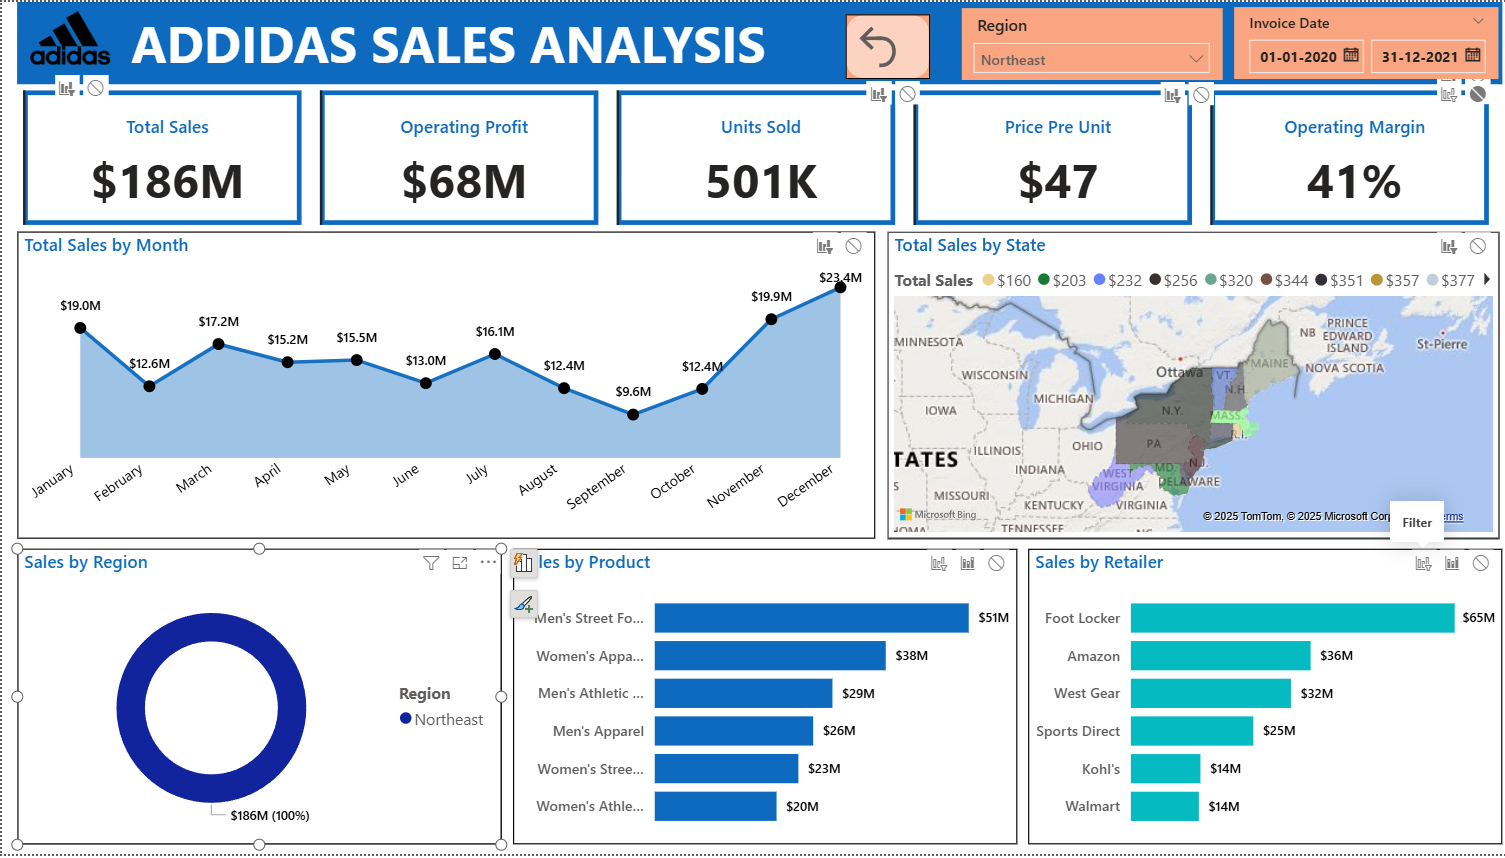 adidas
ADDIDAS SALES ANALYSIS
Region
Northeast
Invoice Date
01-01-2020
31-12-2021
Total Sales
$186M
Operating Profit
$68M
Units Sold
501K
Price Pre Unit
$47
Operating Margin
41%
Total Sales by Month
$19.0M
$12.6M
$17.2M
$15.2M
$15.5M
$13.0M
$16.1M
$12.4M
$9.6M
$12.4M
$19.9M
$23.4M
January
February
March
April
May
June
July
August
September
October
November
December
Total Sales by State
Total Sales
$160
$203
$232
$256
$320
$344
$351
$357
$377
MINNESOTA
WISCONSIN
MICHIGAN
IOWA
ILLINOIS
INDIANA
OHIO
TATES
MISSOURI
KENTUCKY
WEST
VIRGINIA
VIRGINIA
TENNESSEE
Ottawa
VT.
N.H.
MAINE
N.Y.
MASS.
R.I.
PA
N.J.
MD.
DELAWARE
NB
PRINCE
EDWARD
ISLAND
NOVA SCOTIA
St-Pierre
Microsoft Bing
© 2025 TomTom, © 2025 Microsoft Corp
erms
Filter
Sales by Region
Region
Northeast
$186M (100%)
les by Product
Men's Street Fo...
$51M
Women's Appa...
$38M
Men's Athletic ...
$29M
Men's Apparel
$26M
Women's Stree...
$23M
Women's Athle...
$20M
Sales by Retailer
Foot Locker
$65M
Amazon
$36M
West Gear
$32M
Sports Direct
$25M
Kohl's
$14M
Walmart
$14M